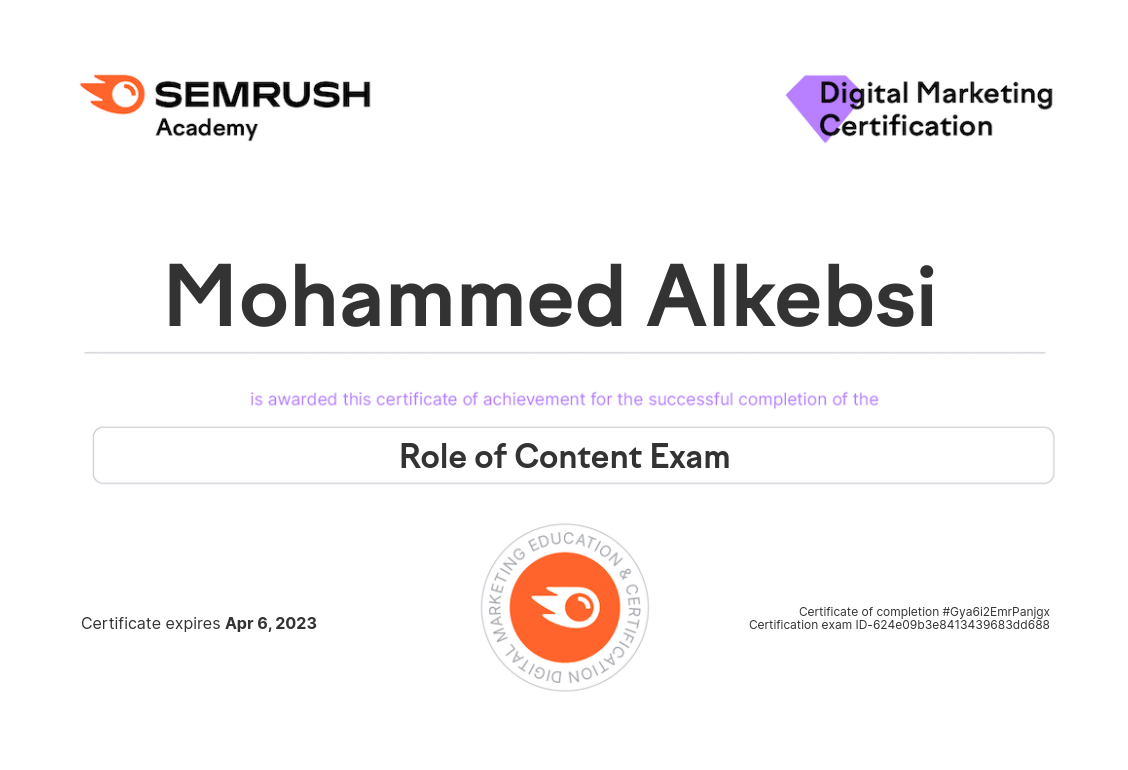 SEMRUSH
Academy
Digital Marketing
Certification
Mohammed Alkebsi
is awarded this certificate of achievement for the successful completion of the
Role of Content Exam
DIGITAL MARKETING EDUCATION & CERTIFICATION
Certificate expires Apr 6, 2023
Certificate of completion #Gya6i2EmrPanjgx
Certification exam ID-624e09b3e8413439683dd688